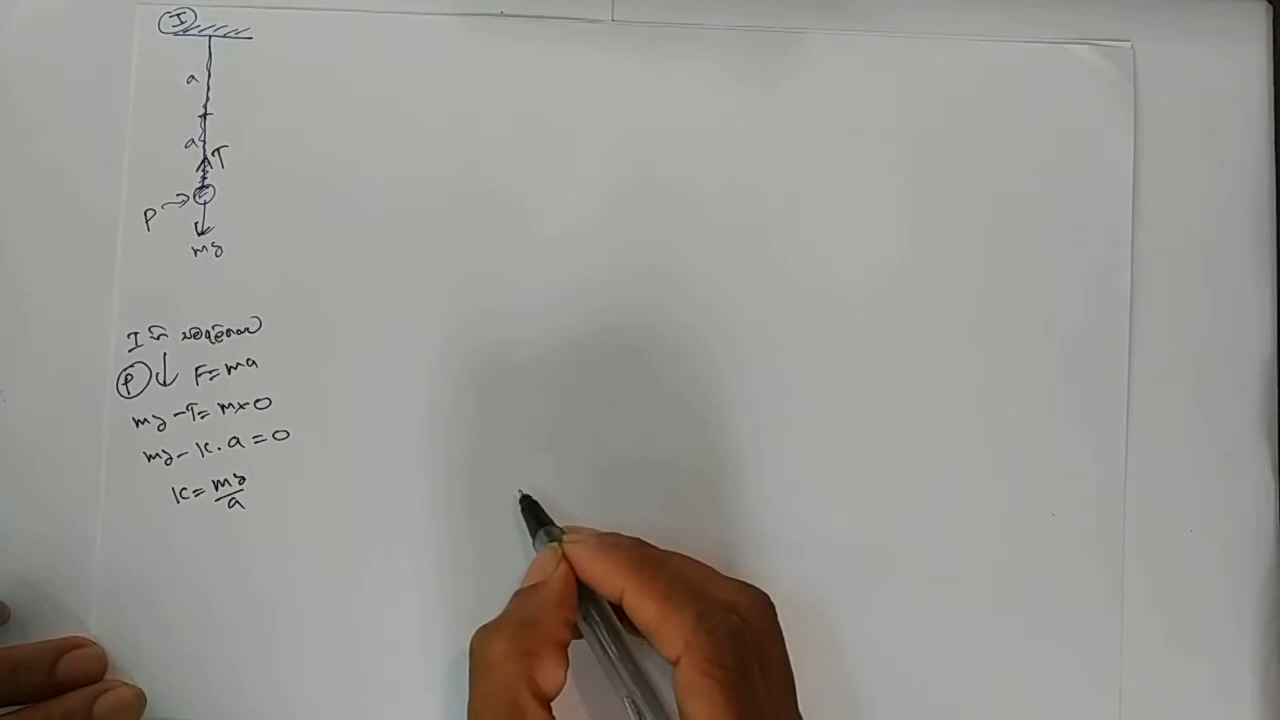 I
a
a
T
P
mg
I න් සමතුලිතතාව
P ↓ F=ma
mg - T = m×0
mg - k.a = 0
k = mg/a